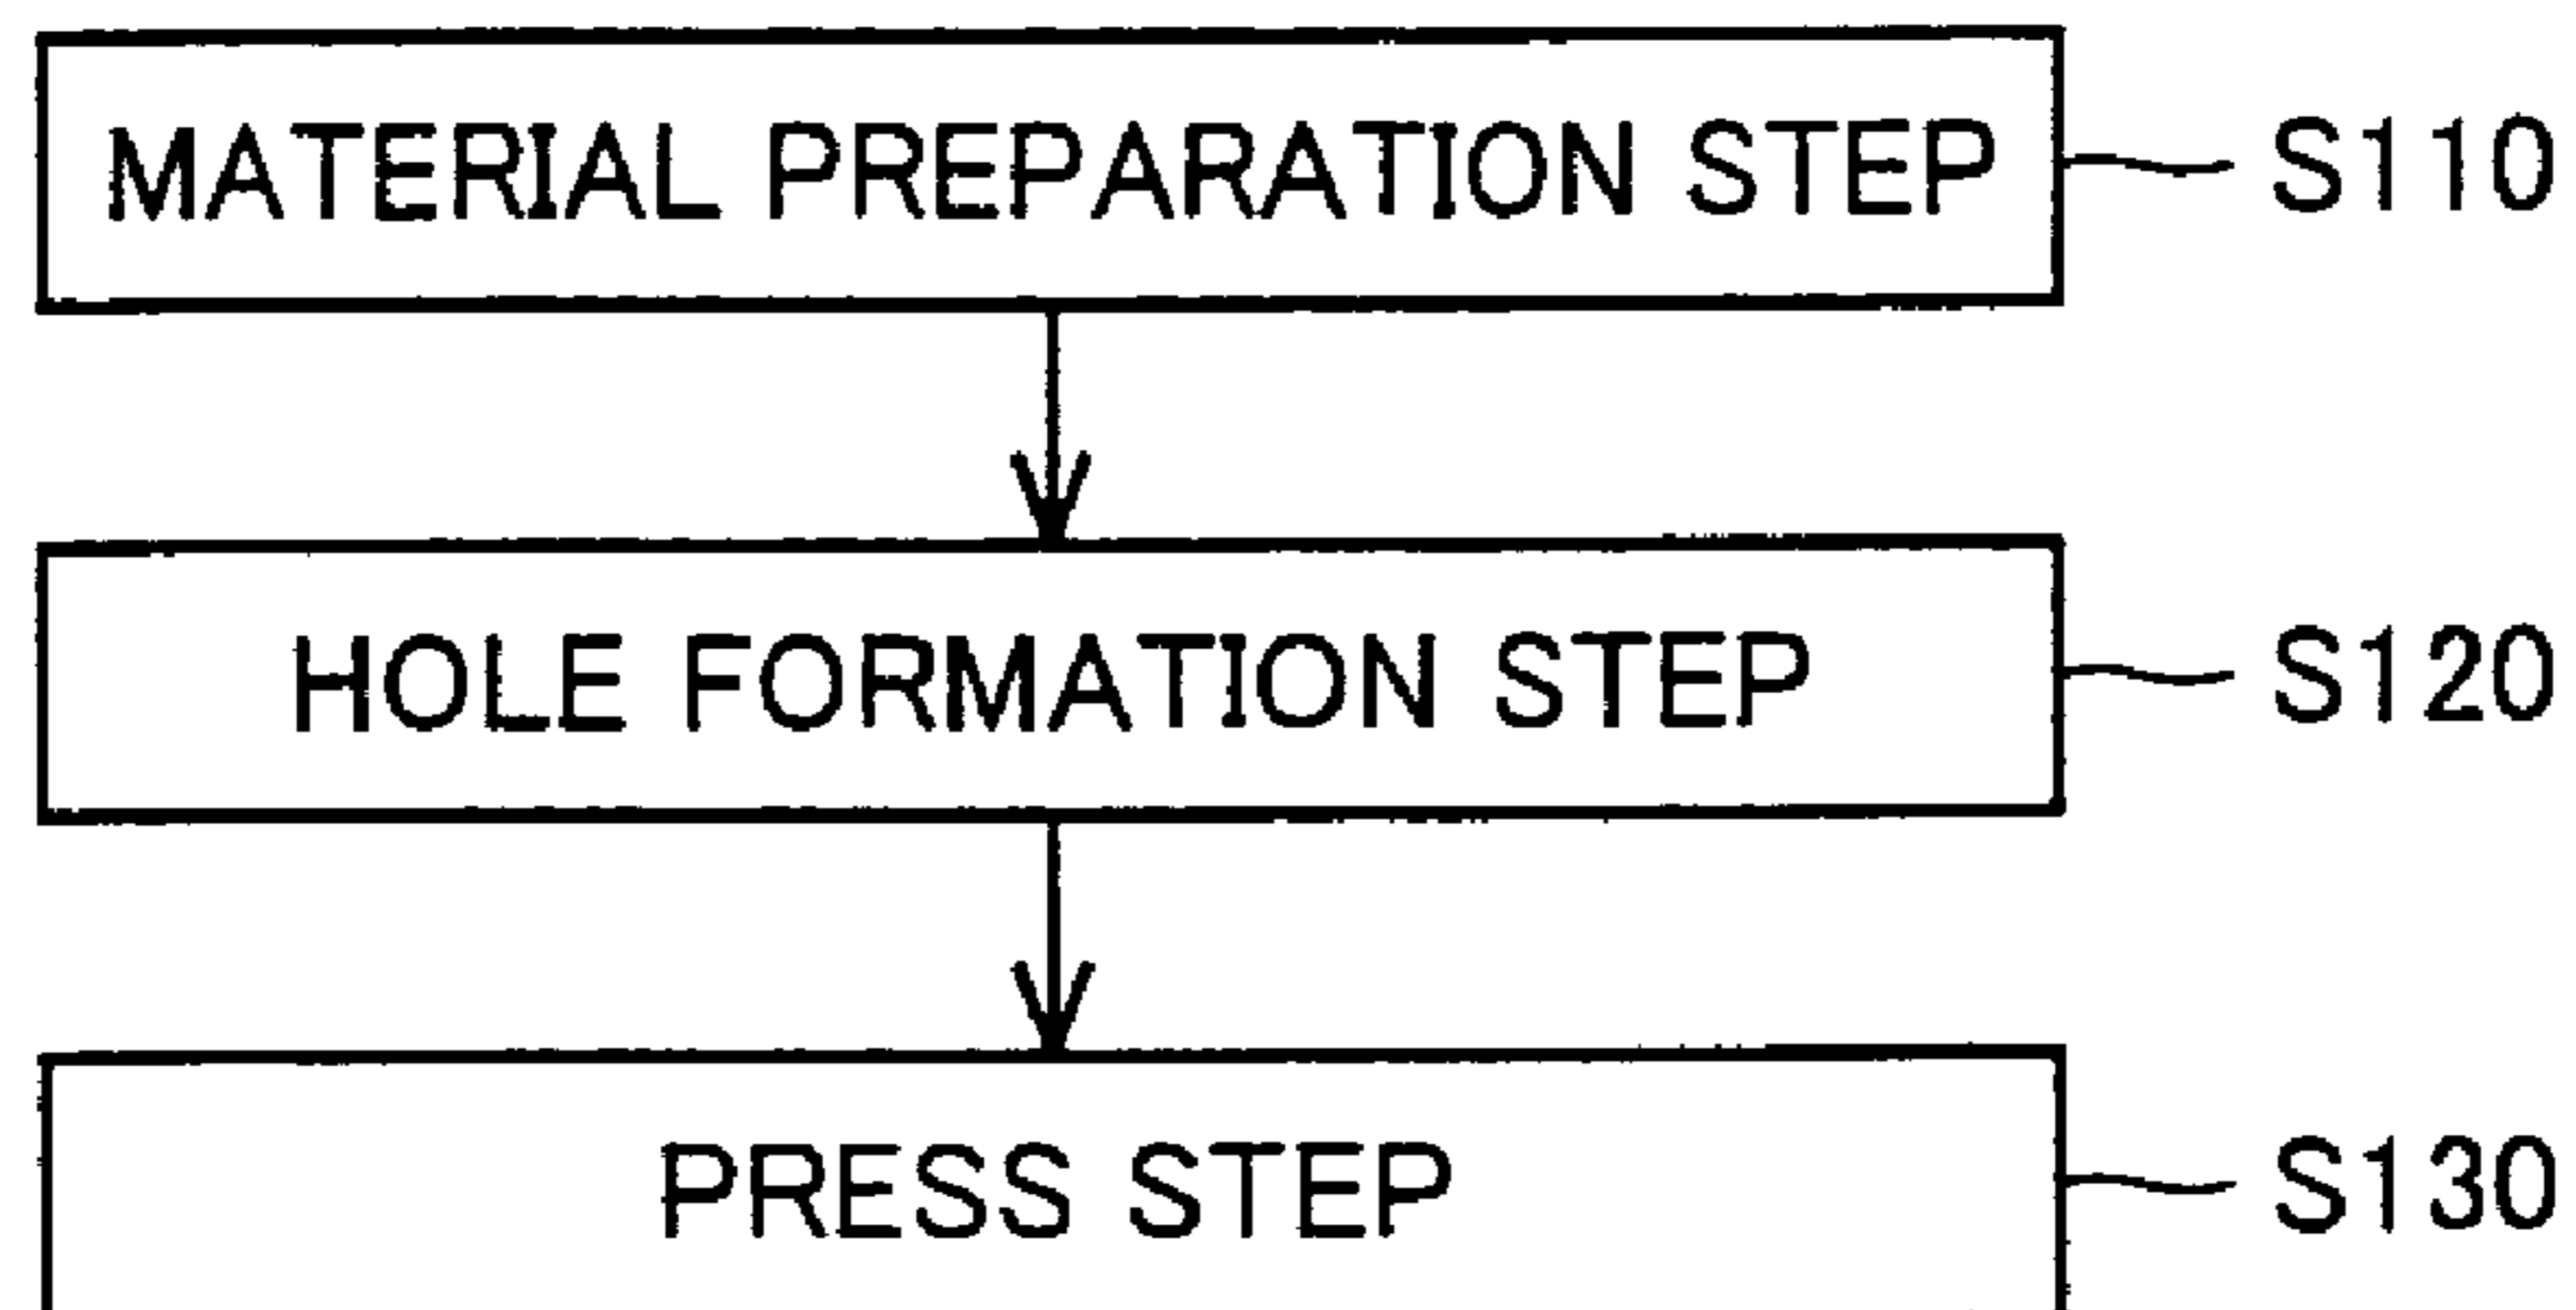 MATERIAL PREPARATION STEP S110
HOLE FORMATION STEP S120
PRESS STEP S130